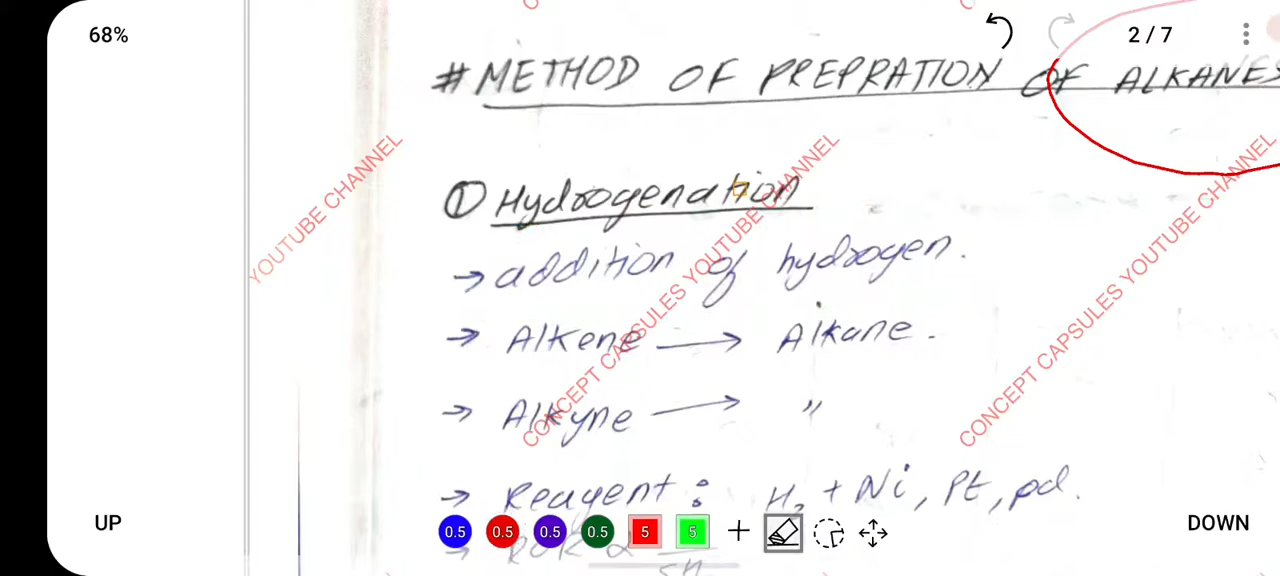 68%
2 / 7
# METHOD OF PREPRATION OF ALKANES
① Hydrogenation
→ addition of hydrogen.
→ Alkene → Alkane.
→ Alkyne → "
→ Reagent : H₂ + Ni, Pt, pd.
UP
0.5 0.5 0.5 0.5 5 5
DOWN
YOUTUBE CHANNEL
CONCEPT CAPSULES YOUTUBE CHANNEL
CONCEPT CAPSULES YOUTUBE CHANNEL